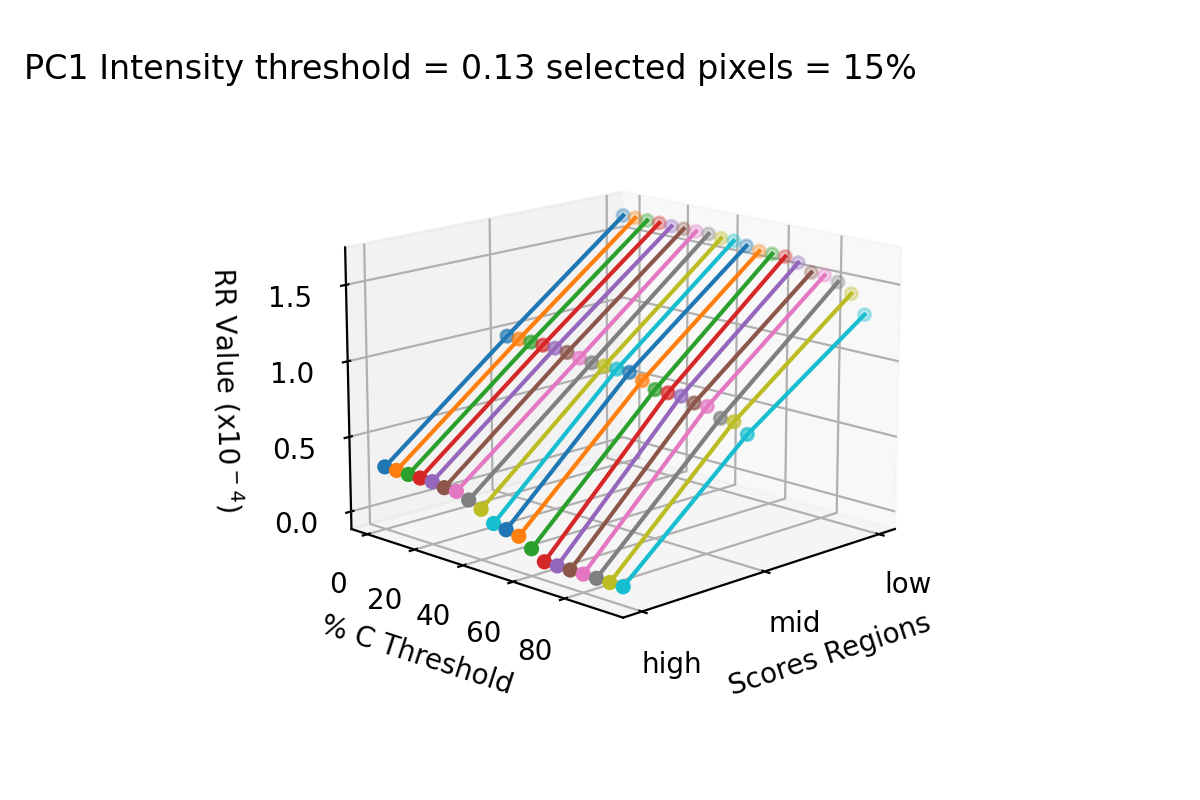 PC1 Intensity threshold = 0.13 selected pixels = 15%
RR Value (x10⁻⁴)
1.5
1.0
0.5
0.0
0
20
40
60
80
% C Threshold
high
mid
low
Scores Regions